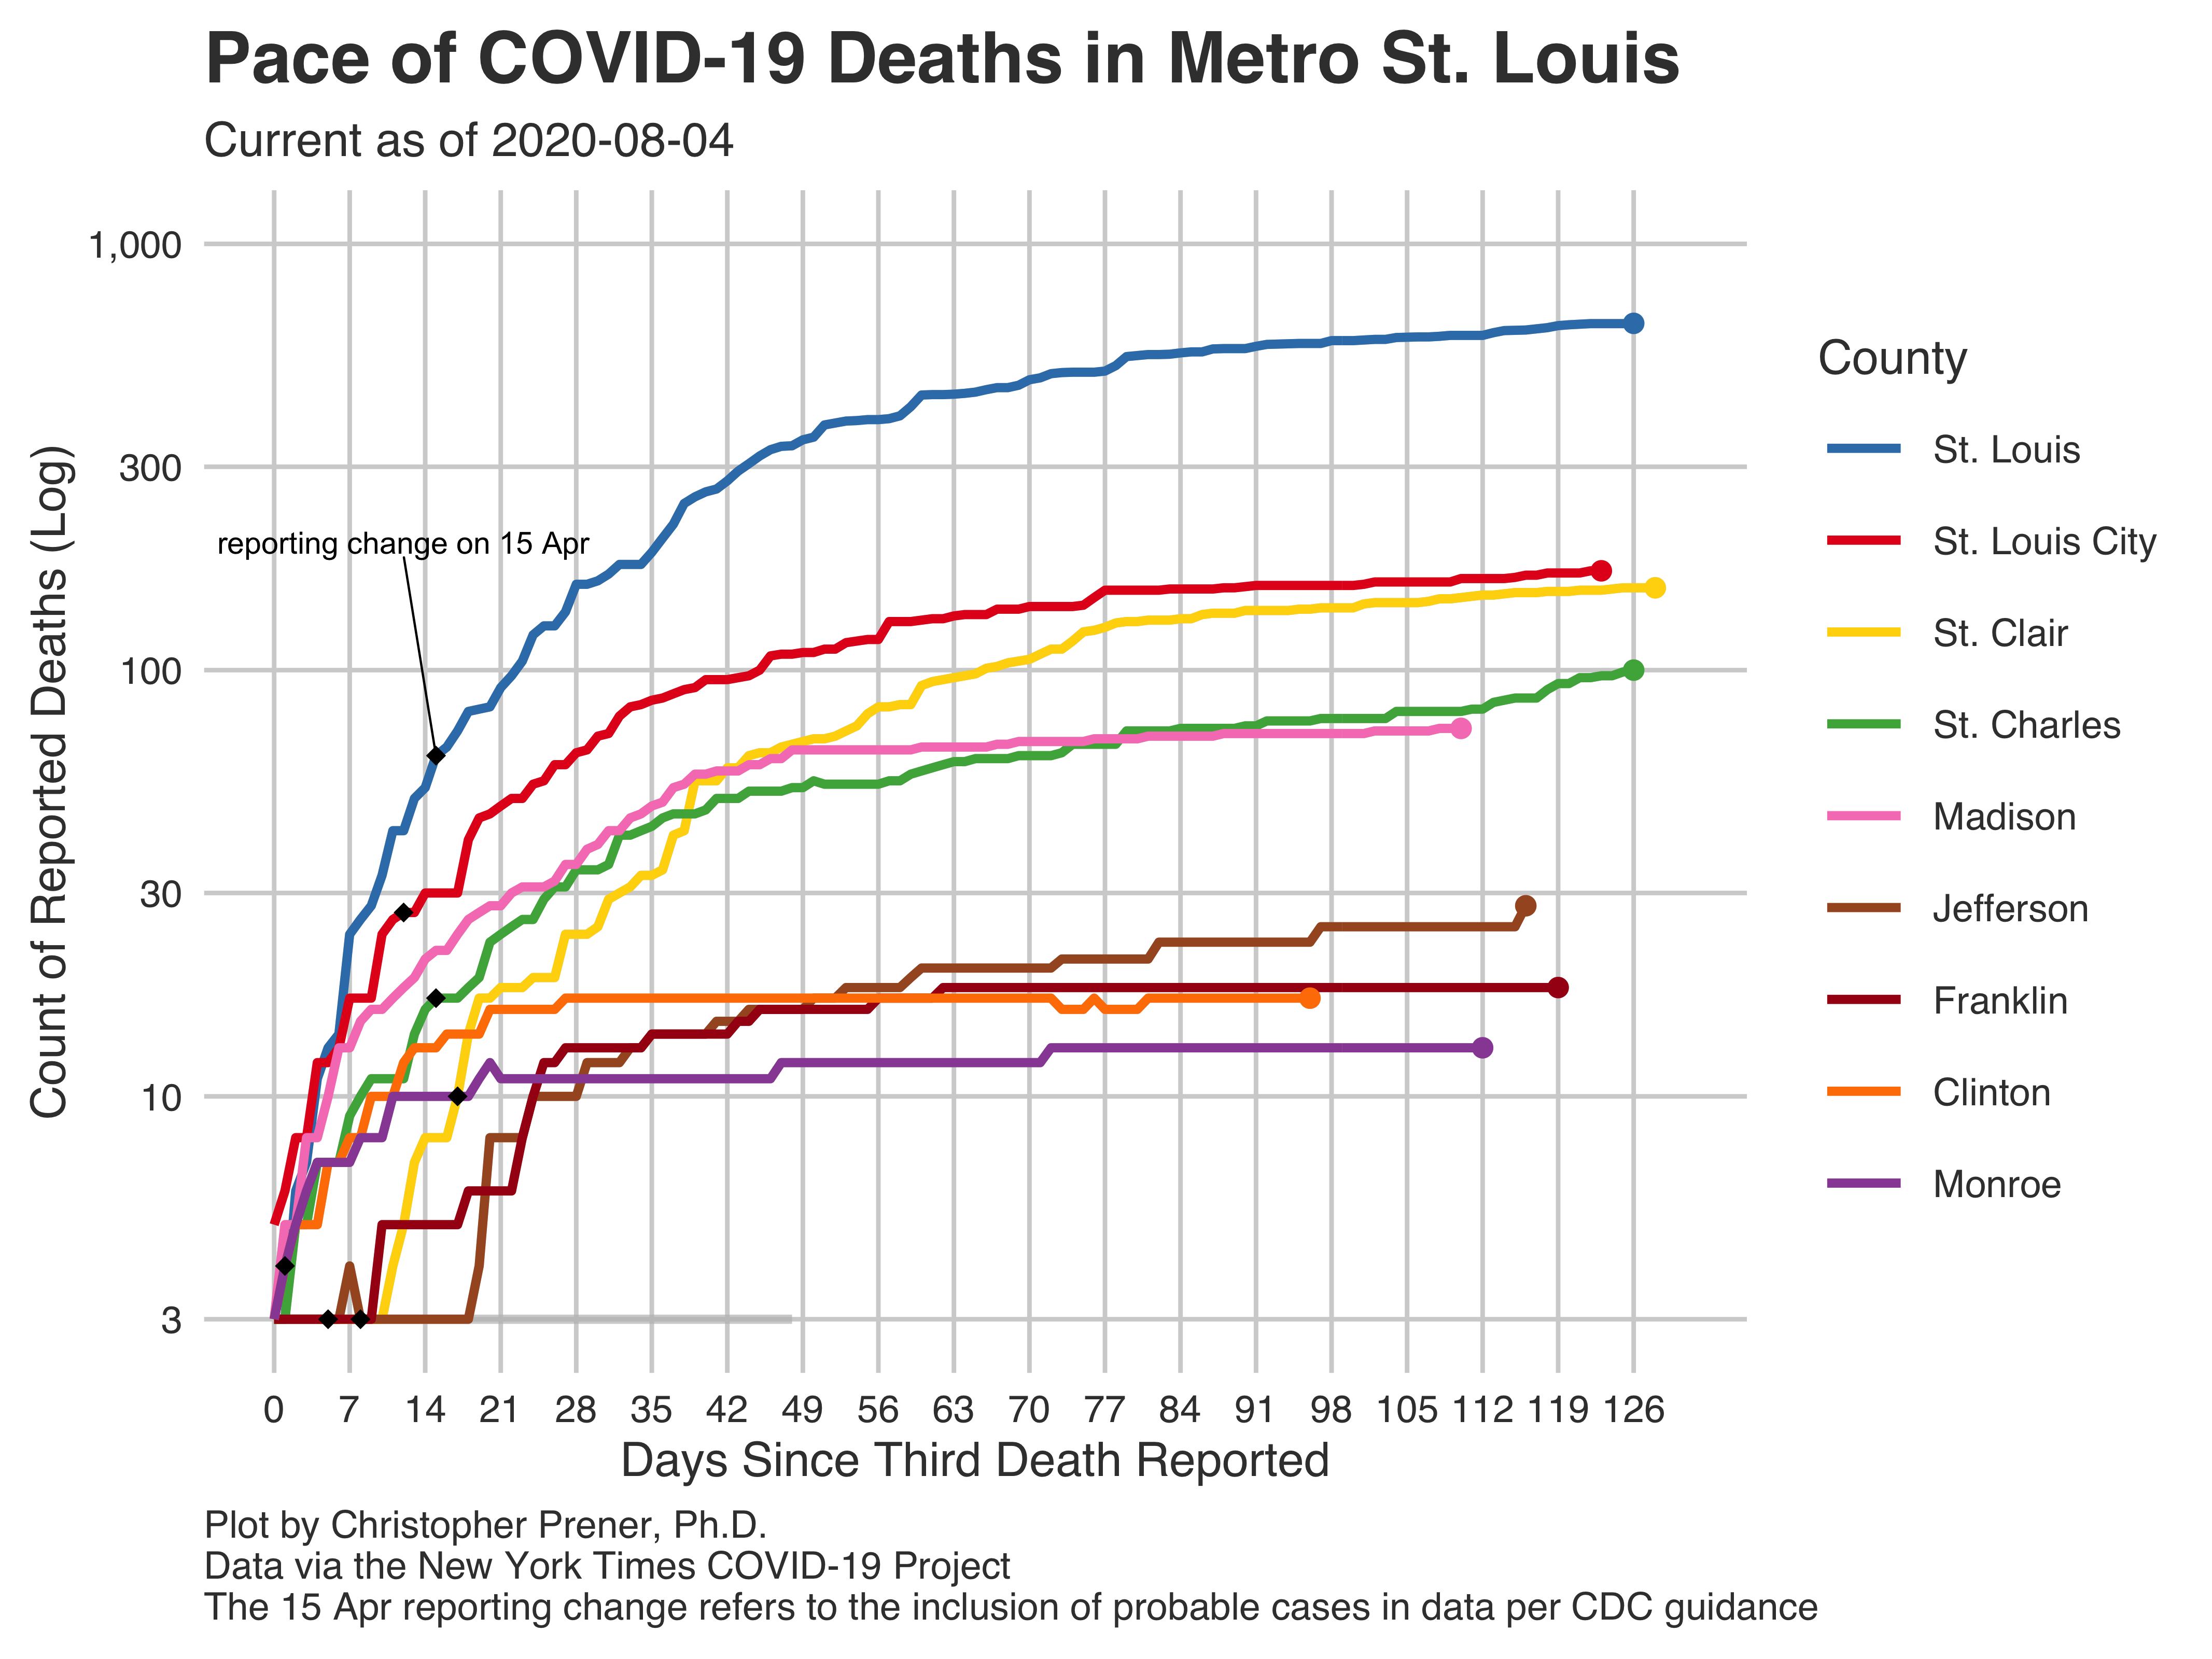 Pace of COVID-19 Deaths in Metro St. Louis
Current as of 2020-08-04
Count of Reported Deaths (Log)
1,000
300
100
30
10
3
reporting change on 15 Apr
0 7 14 21 28 35 42 49 56 63 70 77 84 91 98 105 112 119 126
Days Since Third Death Reported
County
St. Louis
St. Louis City
St. Clair
St. Charles
Madison
Jefferson
Franklin
Clinton
Monroe
Plot by Christopher Prener, Ph.D.
Data via the New York Times COVID-19 Project
The 15 Apr reporting change refers to the inclusion of probable cases in data per CDC guidance